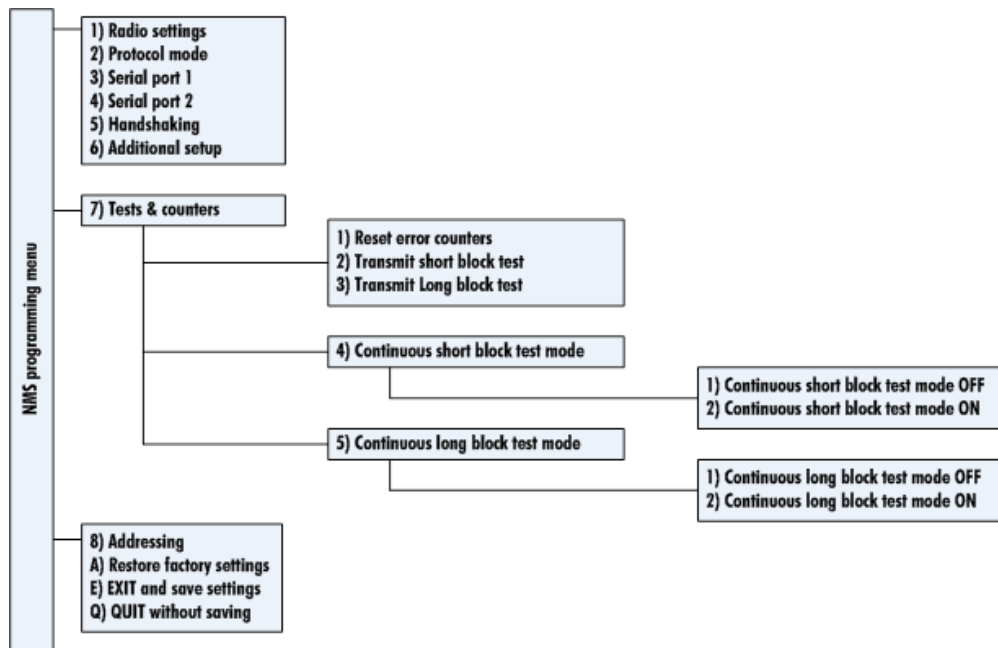 NMS programming menu
1) Radio settings
2) Protocol mode
3) Serial port 1
4) Serial port 2
5) Handshaking
6) Additional setup
7) Tests & counters
1) Reset error counters
2) Transmit short block test
3) Transmit Long block test
4) Continuous short block test mode
1) Continuous short block test mode OFF
2) Continuous short block test mode ON
5) Continuous long block test mode
1) Continuous long block test mode OFF
2) Continuous long block test mode ON
8) Addressing
A) Restore factory settings
E) EXIT and save settings
Q) QUIT without saving